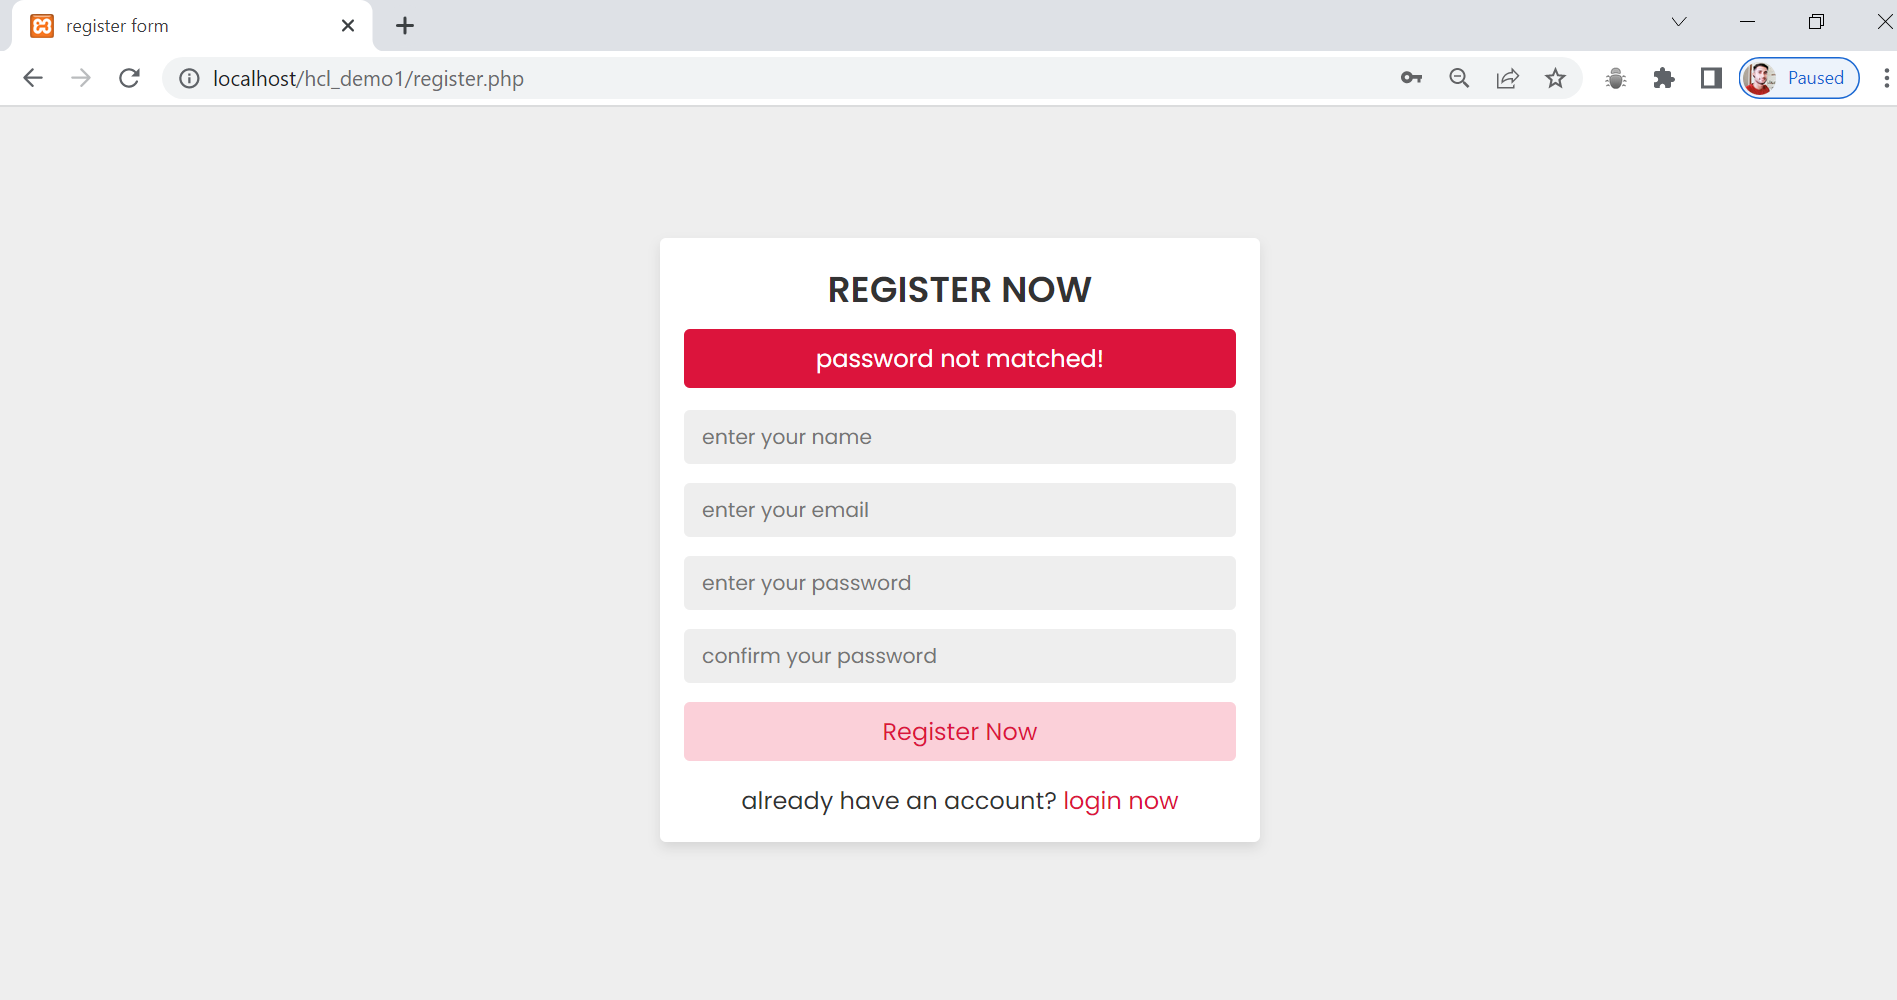 register form
localhost/hcl_demo1/register.php
Paused
REGISTER NOW
password not matched!
enter your name
enter your email
enter your password
confirm your password
Register Now
already have an account? login now